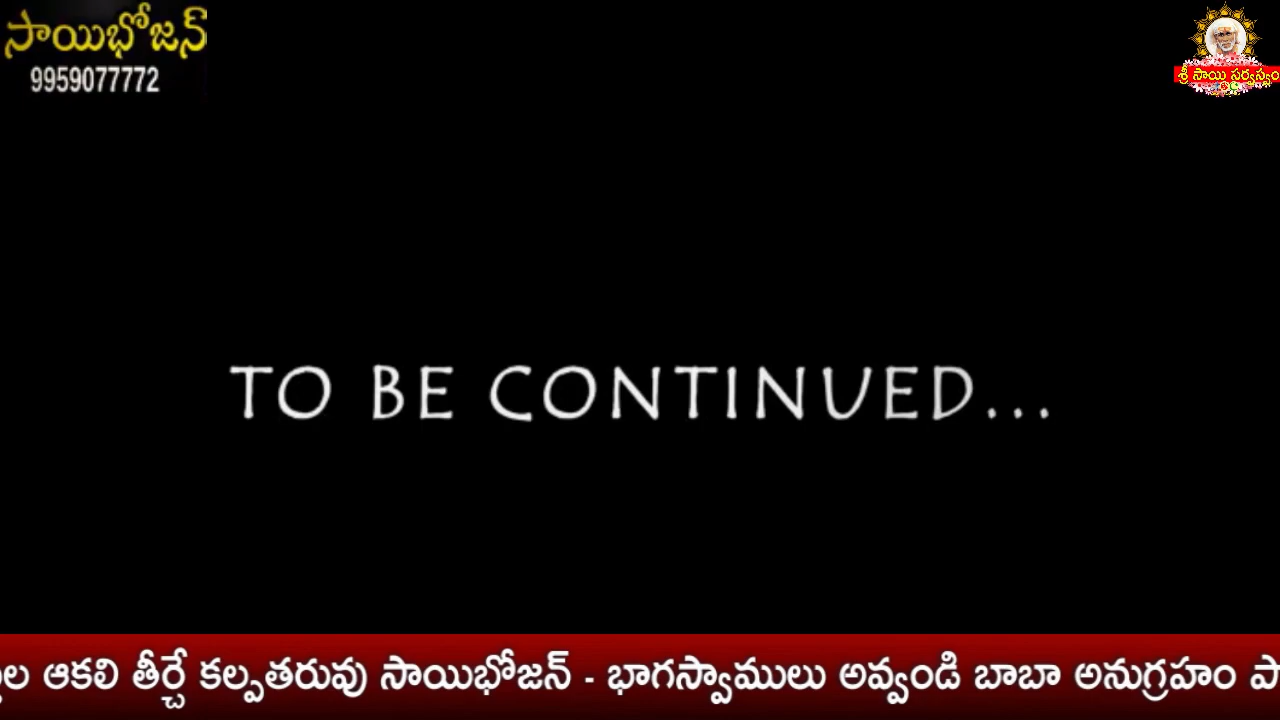 సాయిభోజన్
9959077772
శ్రీ సాయి సర్వస్వం
TO BE CONTINUED...
ఆకలి తీర్చే కల్పతరువు సాయిభోజన్ - భాగస్వాములు అవ్వండి బాబా అనుగ్రహం